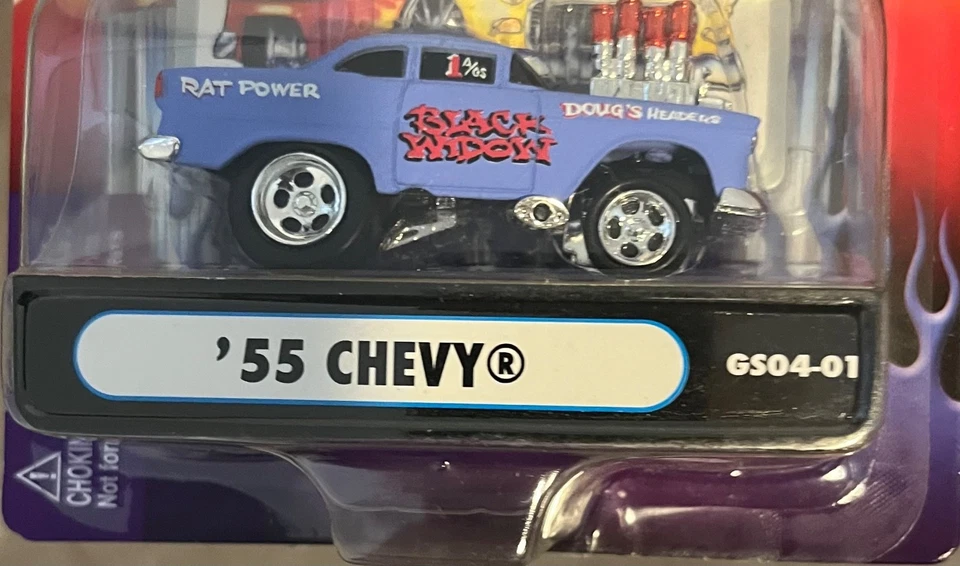 1 A/GS
RAT POWER
BLACK
WIDOW
DOUG'S HEADERS
'55 CHEVY®
GS04-01
CHOKIN
Not for